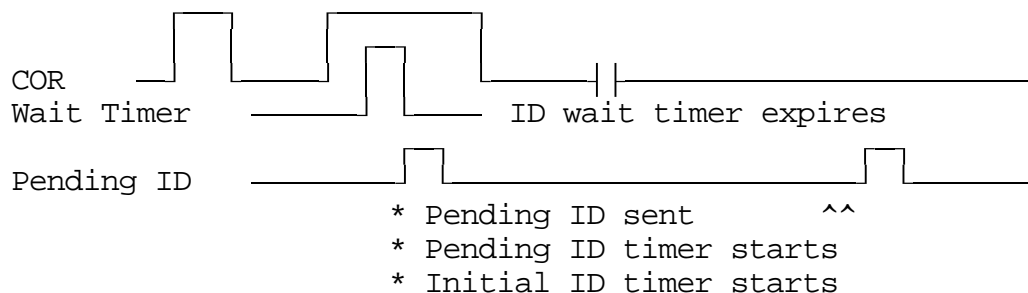 COR
Wait Timer ID wait timer expires
Pending ID
* Pending ID sent ^^
* Pending ID timer starts
* Initial ID timer starts